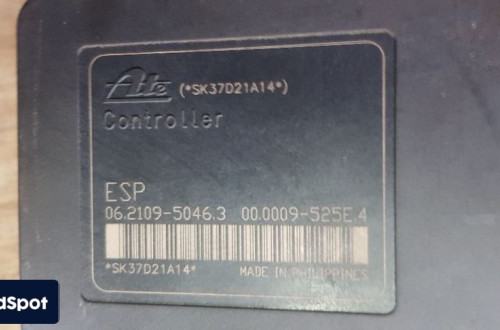 Ate (*SK37D21A14*)
Controller
ESP
06.2109-5046.3 00.0009-525E.4
*SK37D21A14* MADE IN PHILIPPINES
dSpot